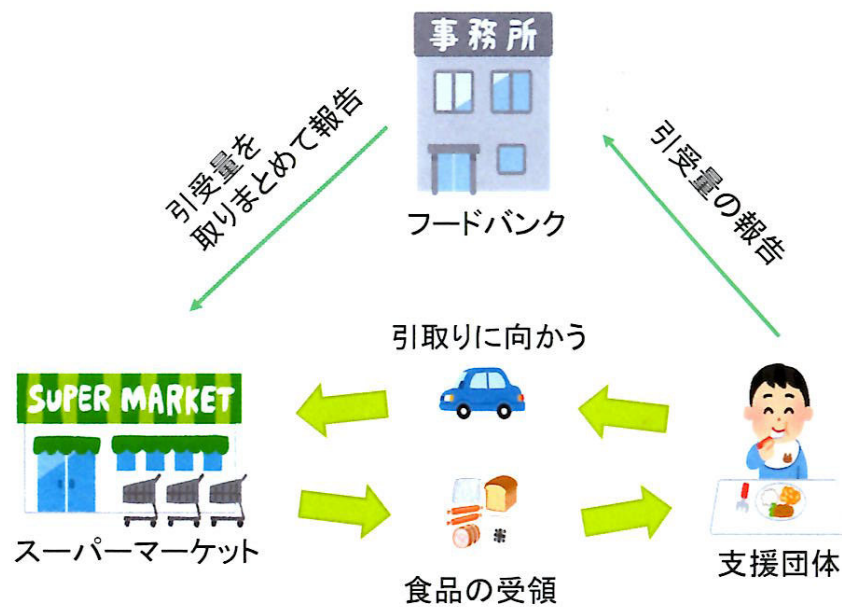 事務所
フードバンク
引受量を
取りまとめて報告
引受量の報告
引取りに向かう
SUPER MARKET
スーパーマーケット
食品の受領
支援団体